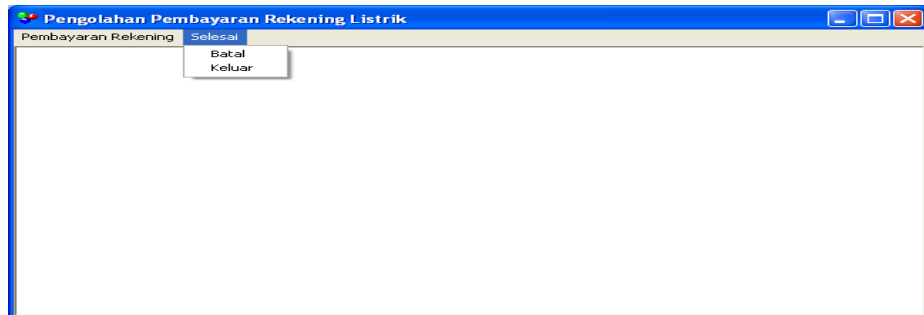 Pengolahan Pembayaran Rekening Listrik
Pembayaran Rekening Selesai
Batal
Keluar